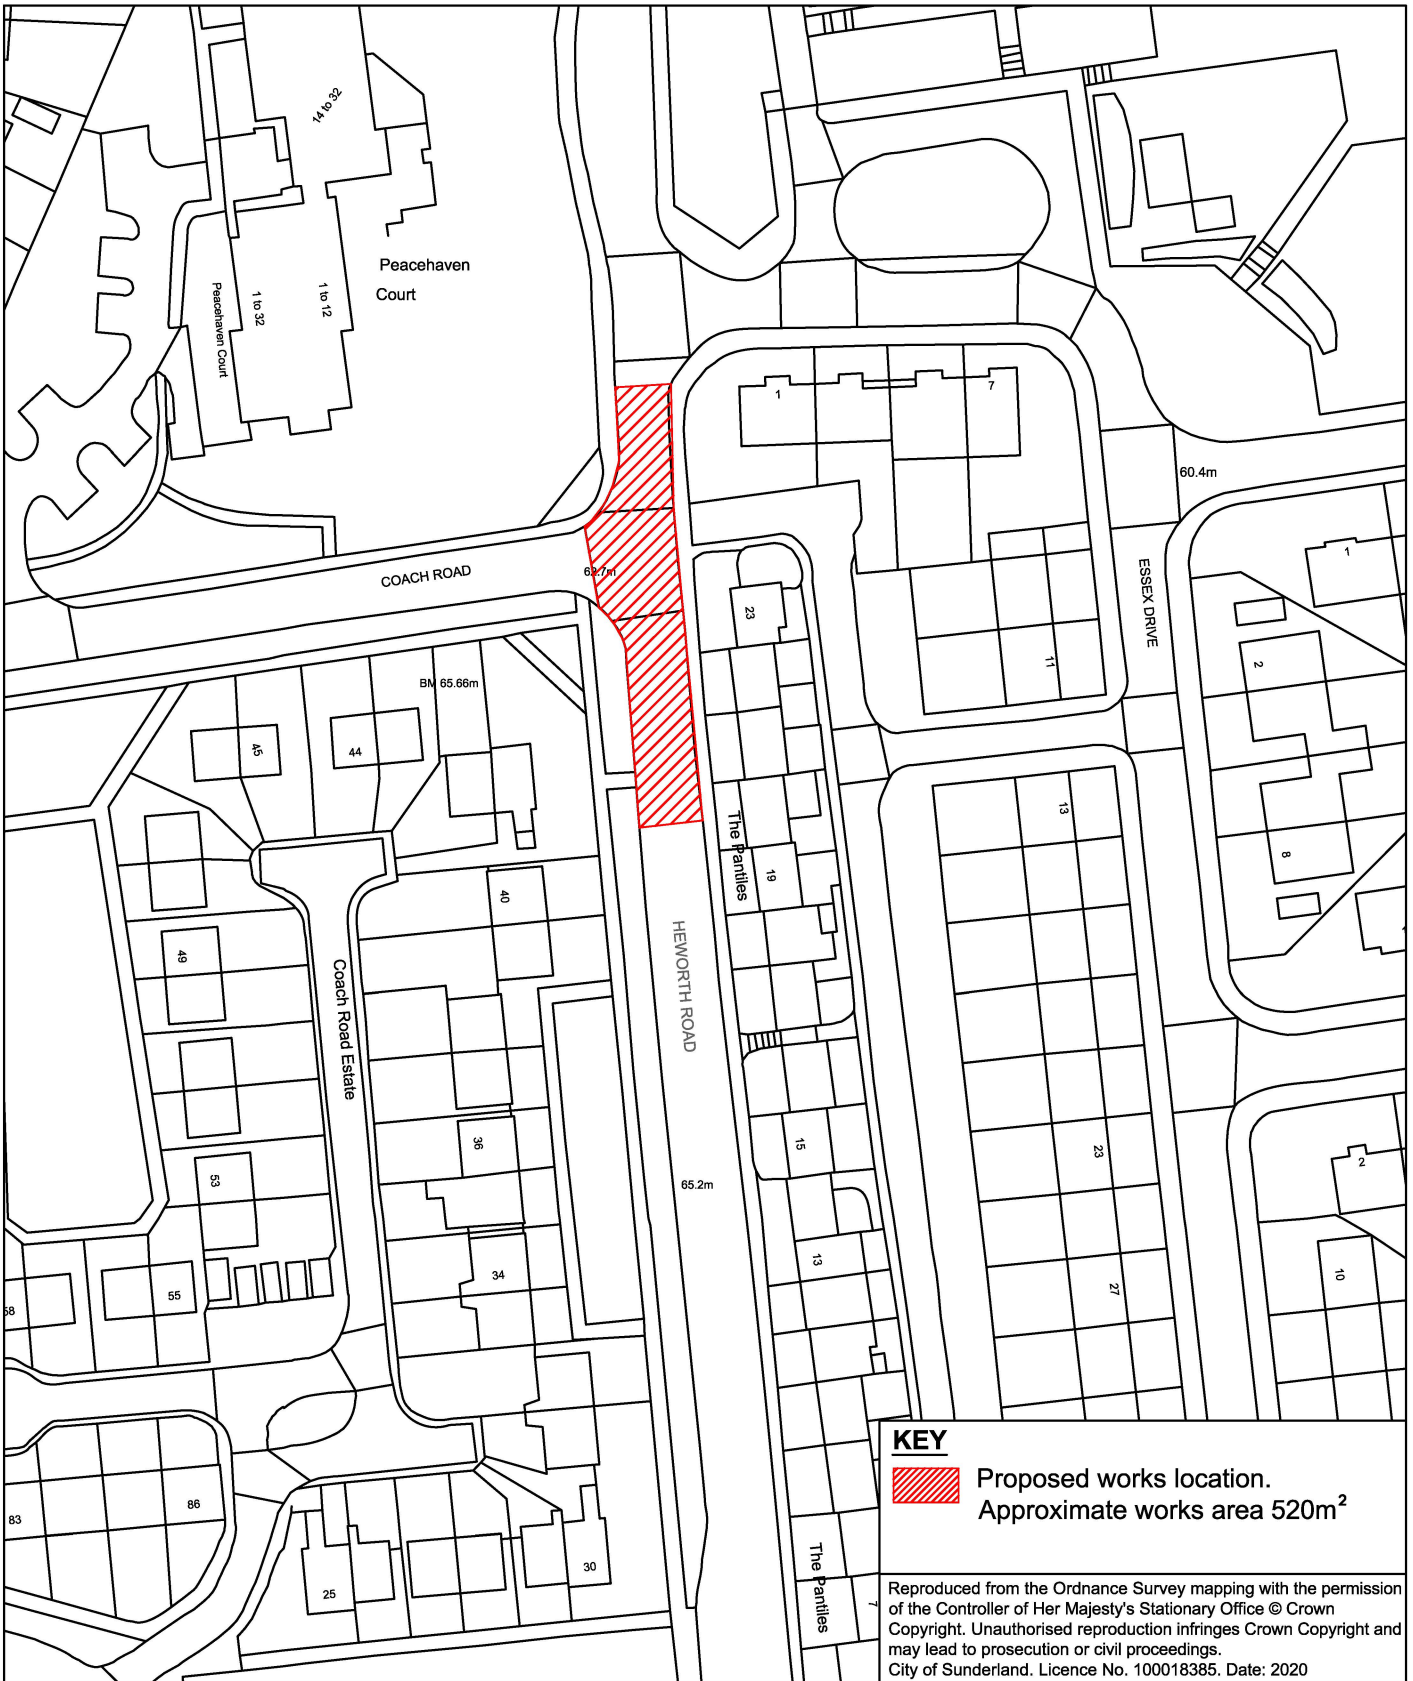 14 to 32
Peacehaven
Court
Peacehaven Court
1 to 32
1 to 12
1
7
60.4m
COACH ROAD
62.7m
23
ESSEX DRIVE
1
2
11
BM 65.66m
45
44
13
8
The Pantiles
19
40
HEWORTH ROAD
49
Coach Road Estate
36
15
23
2
53
65.2m
13
10
27
34
55
58
83
86
25
30
The Pantiles
7
KEY
Proposed works location.
Approximate works area 520m²
Reproduced from the Ordnance Survey mapping with the permission
of the Controller of Her Majesty's Stationary Office © Crown
Copyright. Unauthorised reproduction infringes Crown Copyright and
may lead to prosecution or civil proceedings.
City of Sunderland. Licence No. 100018385. Date: 2020